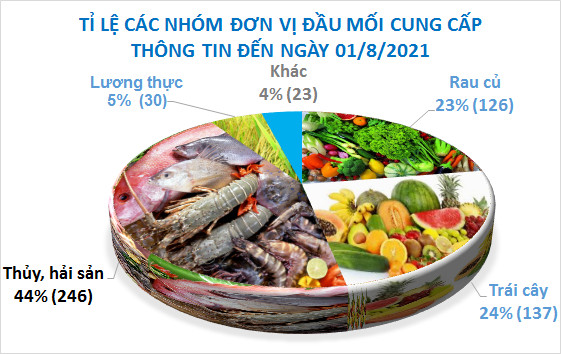 TỈ LỆ CÁC NHÓM ĐƠN VỊ ĐẦU MỐI CUNG CẤP
THÔNG TIN ĐẾN NGÀY 01/8/2021
Khác
4% (23)
Lương thực
5% (30)
Rau củ
23% (126)
Thủy, hải sản
44% (246)
Trái cây
24% (137)